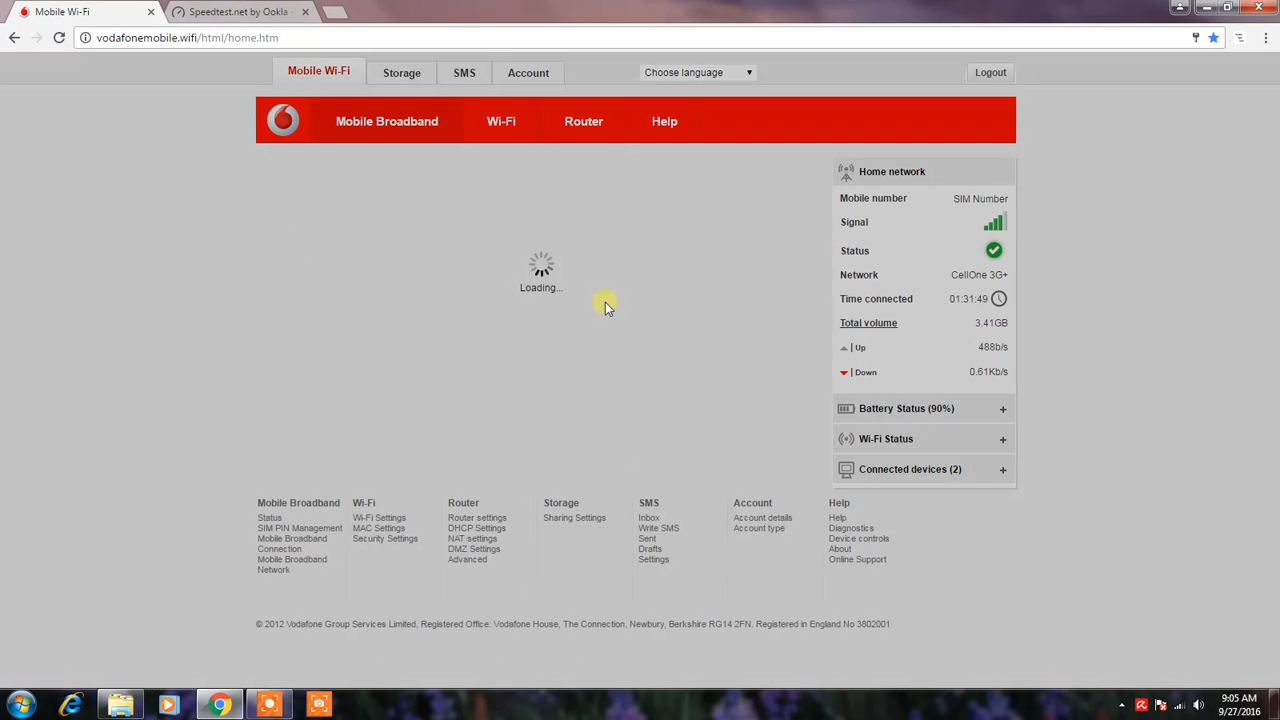 Mobile Wi-Fi
Speedtest.net by Ookla -
vodafonemobile.wifi/html/home.htm
Mobile Wi-Fi Storage SMS Account Choose language Logout
Mobile Broadband Wi-Fi Router Help
Home network
Mobile number SIM Number
Signal
Status
Network CellOne 3G+
Time connected 01:31:49
Total volume 3.41GB
| Up 488b/s
| Down 0.61Kb/s
Battery Status (90%) +
Wi-Fi Status +
Connected devices (2) +
Loading...
Mobile Broadband
Status
SIM PIN Management
Mobile Broadband
Connection
Mobile Broadband
Network
Wi-Fi
Wi-Fi Settings
MAC Settings
Security Settings
Router
Router settings
DHCP Settings
NAT settings
DMZ Settings
Advanced
Storage
Sharing Settings
SMS
Inbox
Write SMS
Sent
Drafts
Settings
Account
Account details
Account type
Help
Help
Diagnostics
Device controls
About
Online Support
© 2012 Vodafone Group Services Limited, Registered Office: Vodafone House, The Connection, Newbury, Berkshire RG14 2FN. Registered in England No 3802001
9:05 AM
9/27/2016